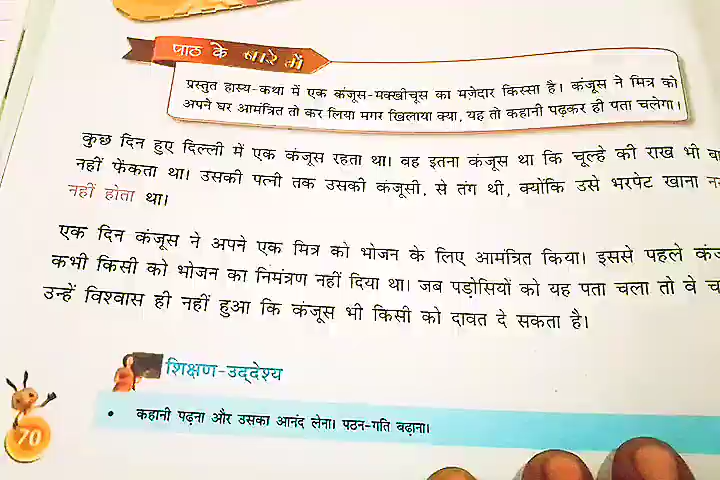 पाठ के बारे में
प्रस्तुत हास्य-कथा में एक कंजूस-मक्खीचूस का मज़ेदार किस्सा है। कंजूस ने मित्र को
अपने घर आमंत्रित तो कर लिया मगर खिलाया क्या, यह तो कहानी पढ़कर ही पता चलेगा।
कुछ दिन हुए दिल्ली में एक कंजूस रहता था। वह इतना कंजूस था कि चूल्हे की राख भी
नहीं फेंकता था। उसकी पत्नी तक उसकी कंजूसी, से तंग थी, क्योंकि उसे भरपेट खाना
नहीं होता था।
एक दिन कंजूस ने अपने एक मित्र को भोजन के लिए आमंत्रित किया। इससे पहले
कभी किसी को भोजन का निमंत्रण नहीं दिया था। जब पड़ोसियों को यह पता चला तो वे
उन्हें विश्वास ही नहीं हुआ कि कंजूस भी किसी को दावत दे सकता है।
शिक्षण-उद्देश्य
• कहानी पढ़ना और उसका आनंद लेना। पठन-गति बढ़ाना।
70